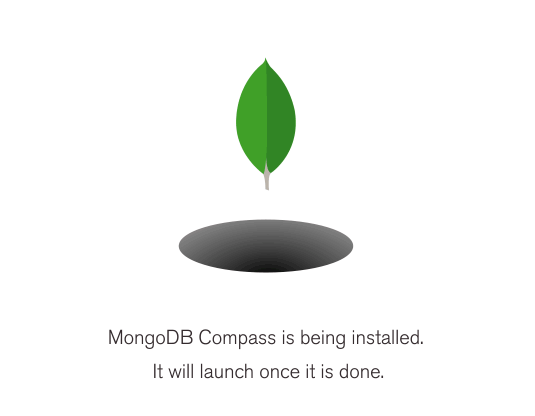 MongoDB Compass is being installed.
It will launch once it is done.